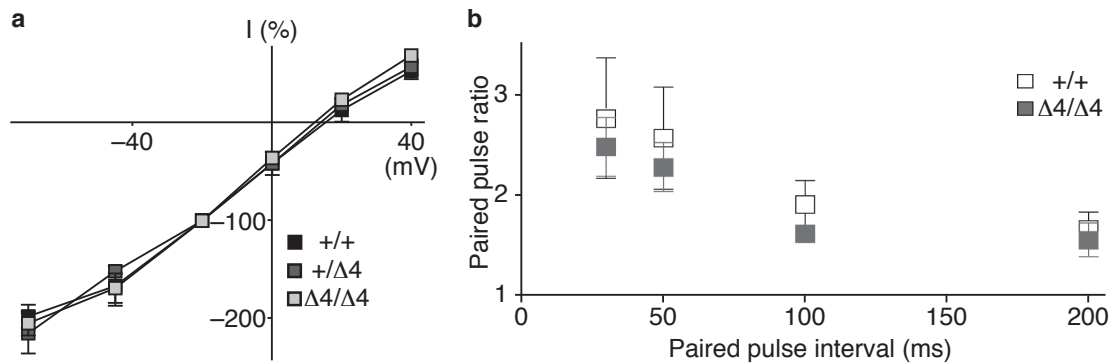 a
I (%)
−40
40
(mV)
−100
−200
+/+
+/Δ4
Δ4/Δ4
b
Paired pulse ratio
3
2
1
+/+
Δ4/Δ4
0
50
100
150
200
Paired pulse interval (ms)